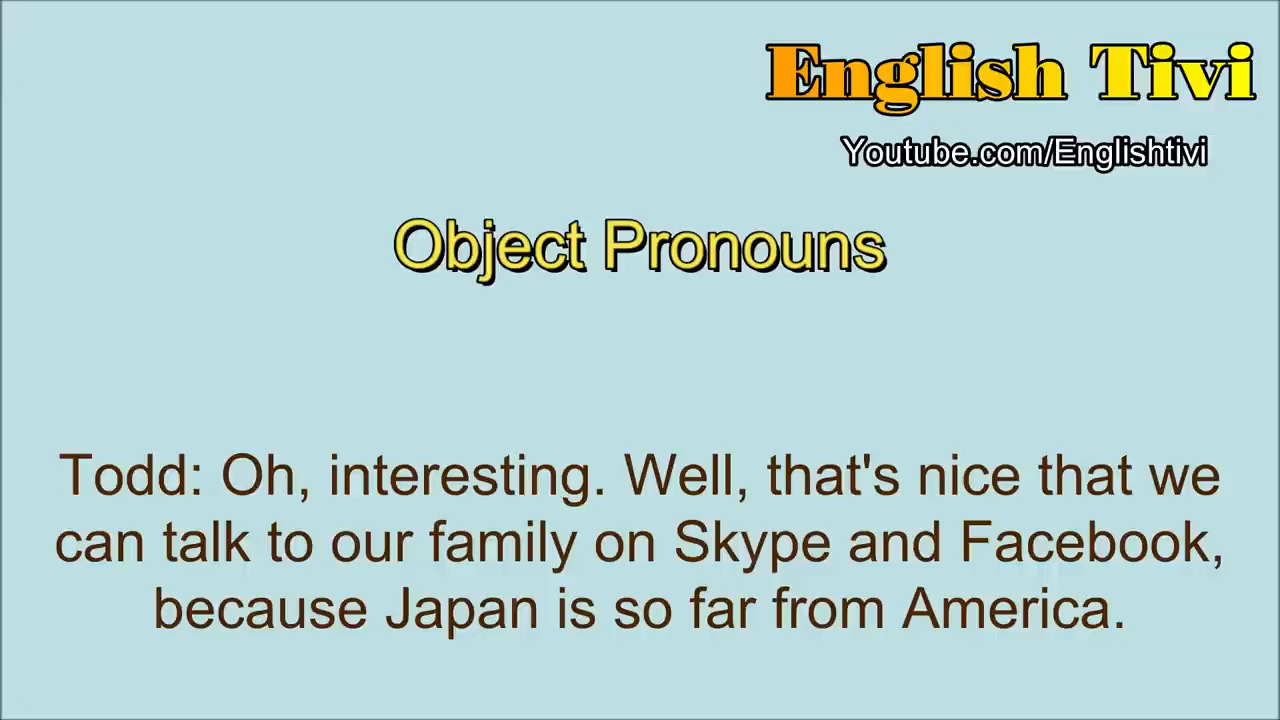 English Tivi
Youtube.com/Englishtivi
Object Pronouns
Todd: Oh, interesting. Well, that's nice that we
can talk to our family on Skype and Facebook,
because Japan is so far from America.